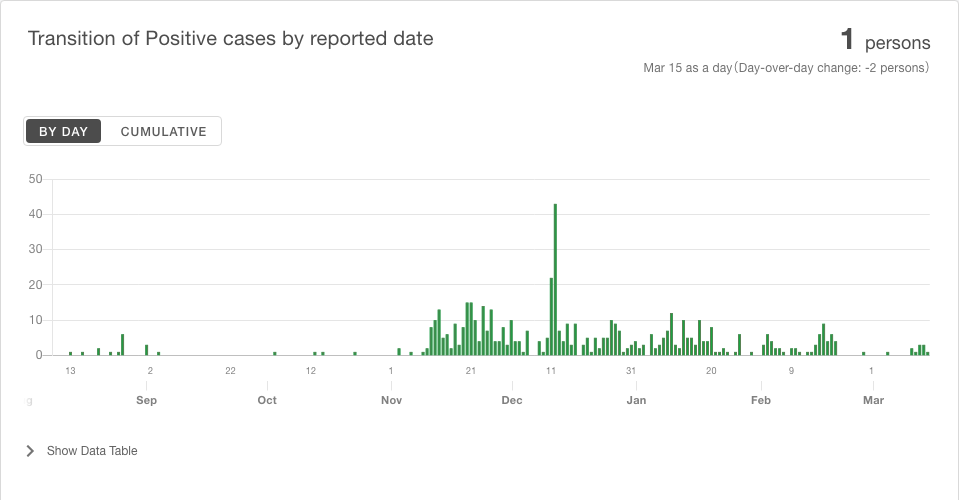 Transition of Positive cases by reported date
1 persons
Mar 15 as a day(Day-over-day change: -2 persons)
BY DAY CUMULATIVE
50
40
30
20
10
0
13 2 22 12 1 21 11 31 20 9 1
g Sep Oct Nov Dec Jan Feb Mar
Show Data Table